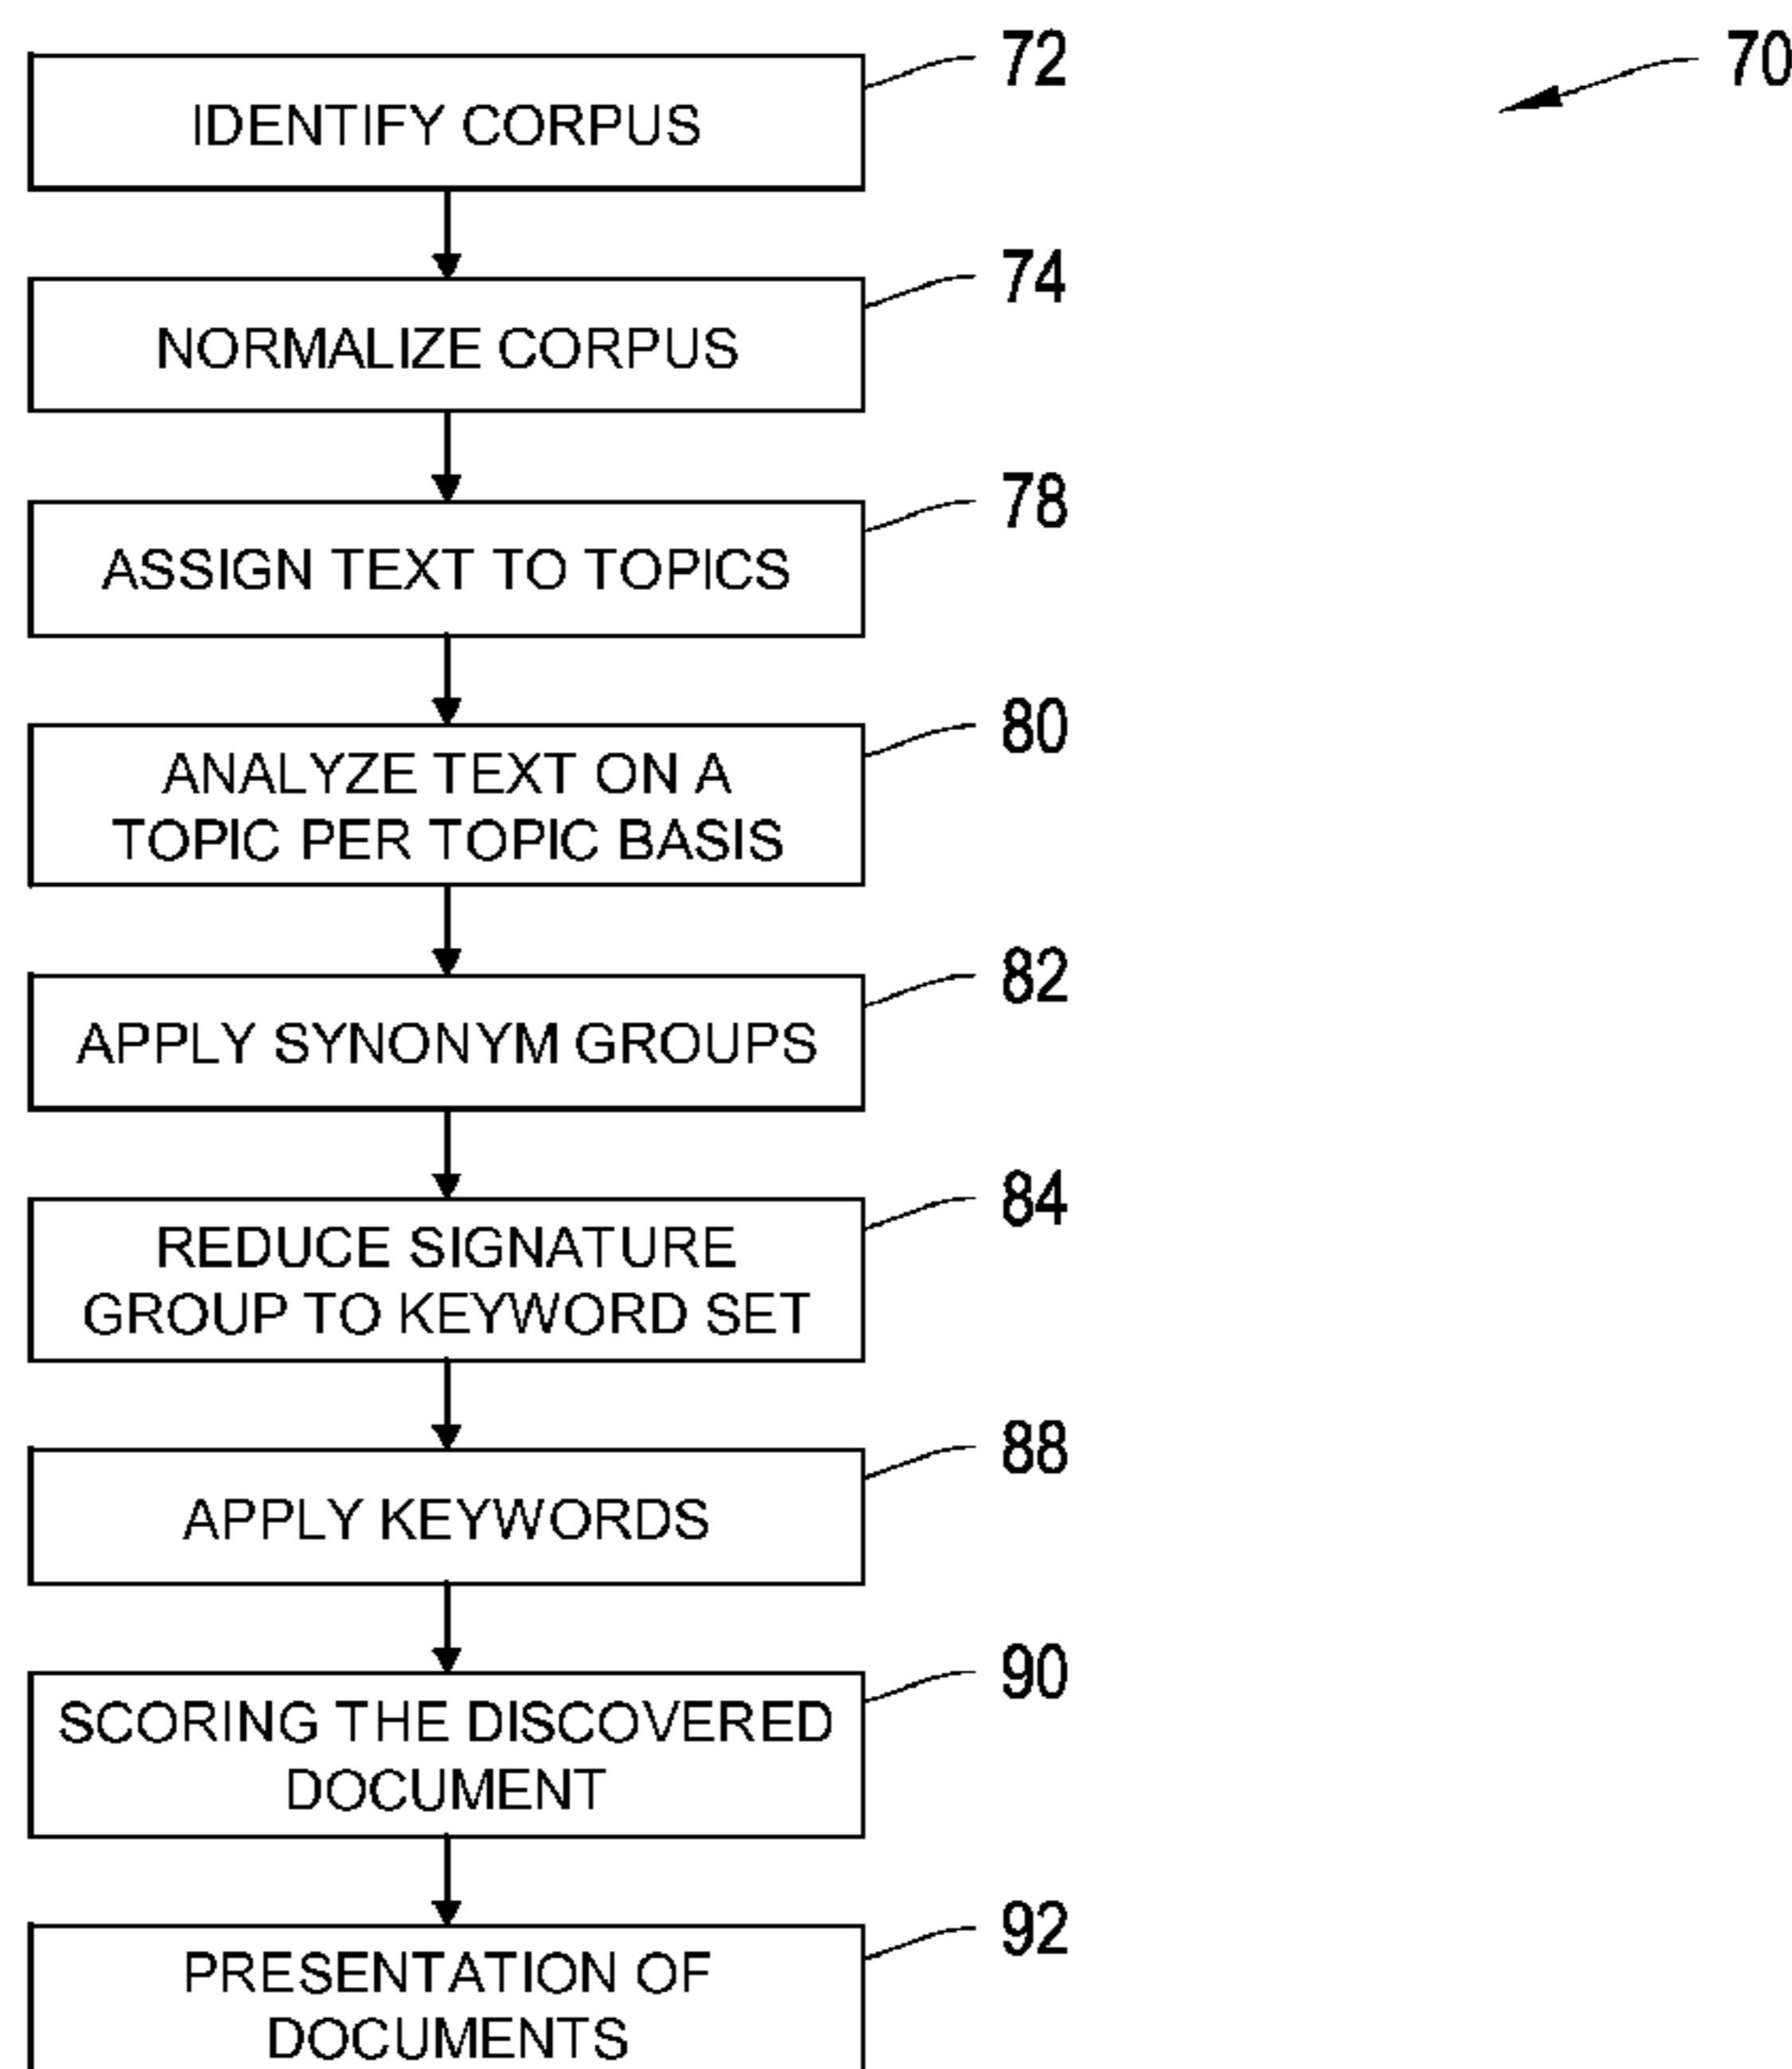 72
70
IDENTIFY CORPUS
74
NORMALIZE CORPUS
78
ASSIGN TEXT TO TOPICS
80
ANALYZE TEXT ON A
TOPIC PER TOPIC BASIS
82
APPLY SYNONYM GROUPS
84
REDUCE SIGNATURE
GROUP TO KEYWORD SET
88
APPLY KEYWORDS
90
SCORING THE DISCOVERED
DOCUMENT
92
PRESENTATION OF
DOCUMENTS